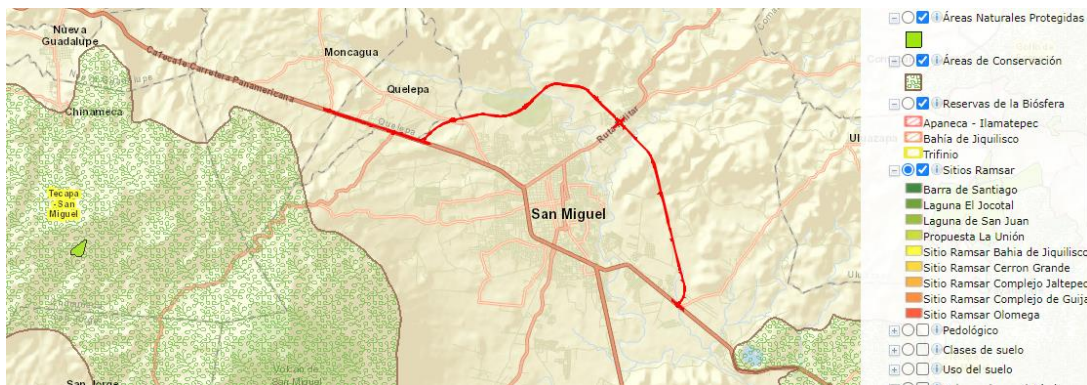 Nueva
Guadalupe
Moncagua
Cafecafe Carretera Panamericana
Quelepa
Chinameca
Quelepa
Ruta Militar
Tecapa
- San
Miguel
San Miguel
Volcán de
San Miguel
San Jorge
Áreas Naturales Protegidas
Áreas de Conservación
Reservas de la Biósfera
Apaneca - Ilamatepec
Bahía de Jiquilisco
Trifinio
Sitios Ramsar
Barra de Santiago
Laguna El Jocotal
Laguna de San Juan
Propuesta La Unión
Sitio Ramsar Bahia de Jiquilisco
Sitio Ramsar Cerron Grande
Sitio Ramsar Complejo Jaltepec
Sitio Ramsar Complejo de Guija
Sitio Ramsar Olomega
Pedológico
Clases de suelo
Uso del suelo